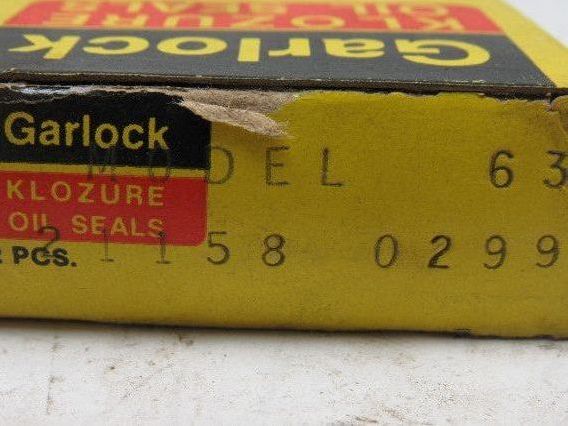 OIL SEALS
KLOZURE
Garlock
Garlock
MODEL 63
KLOZURE
OIL SEALS
21158 0299
PCS.